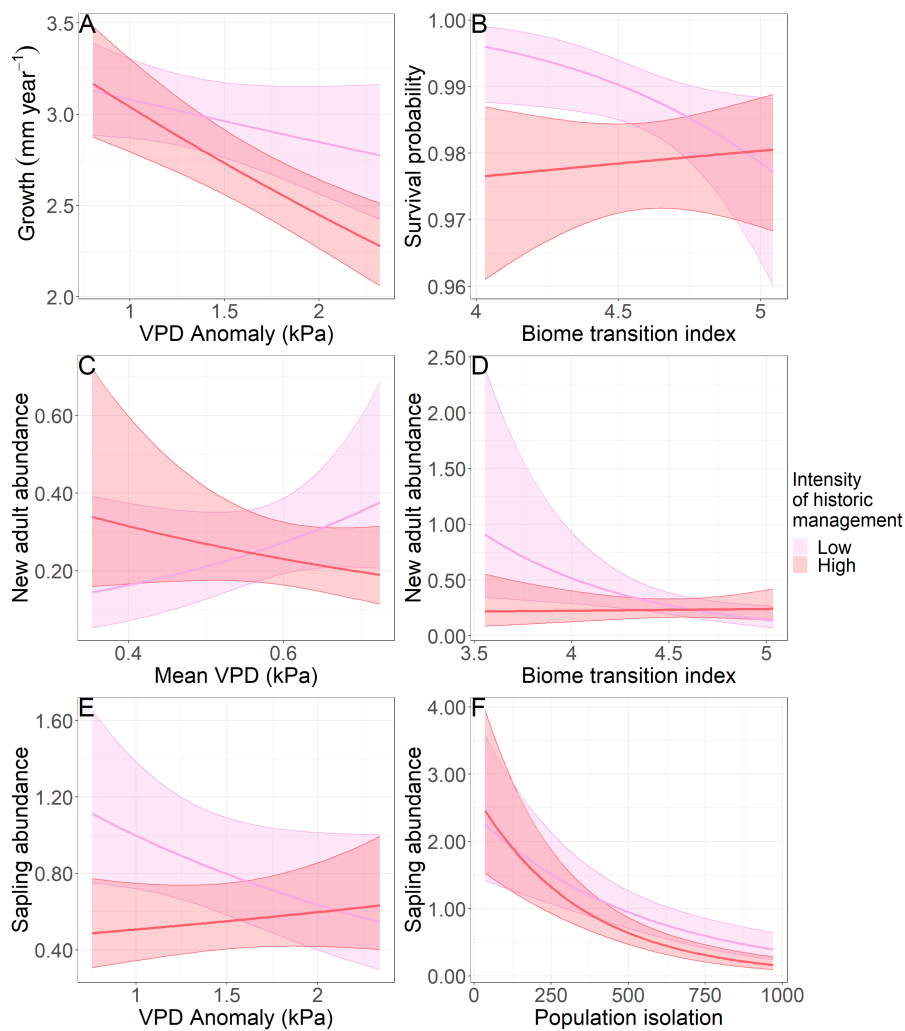 A
B
3.5
3.0
2.5
2.0
Growth (mm year⁻¹)
1 1.5 2
VPD Anomaly (kPa)
1.00
0.99
0.98
0.97
0.96
Survival probability
4 4.5 5
Biome transition index
C
D
0.60
0.40
0.20
New adult abundance
0.4 0.6
Mean VPD (kPa)
2.50
2.00
1.50
1.00
0.50
0.00
New adult abundance
3.5 4 4.5 5
Biome transition index
Intensity
of historic
management
Low
High
E
F
1.60
1.20
0.80
0.40
Sapling abundance
1 1.5 2
VPD Anomaly (kPa)
4.00
3.00
2.00
1.00
0.00
Sapling abundance
0 250 500 750 1000
Population isolation